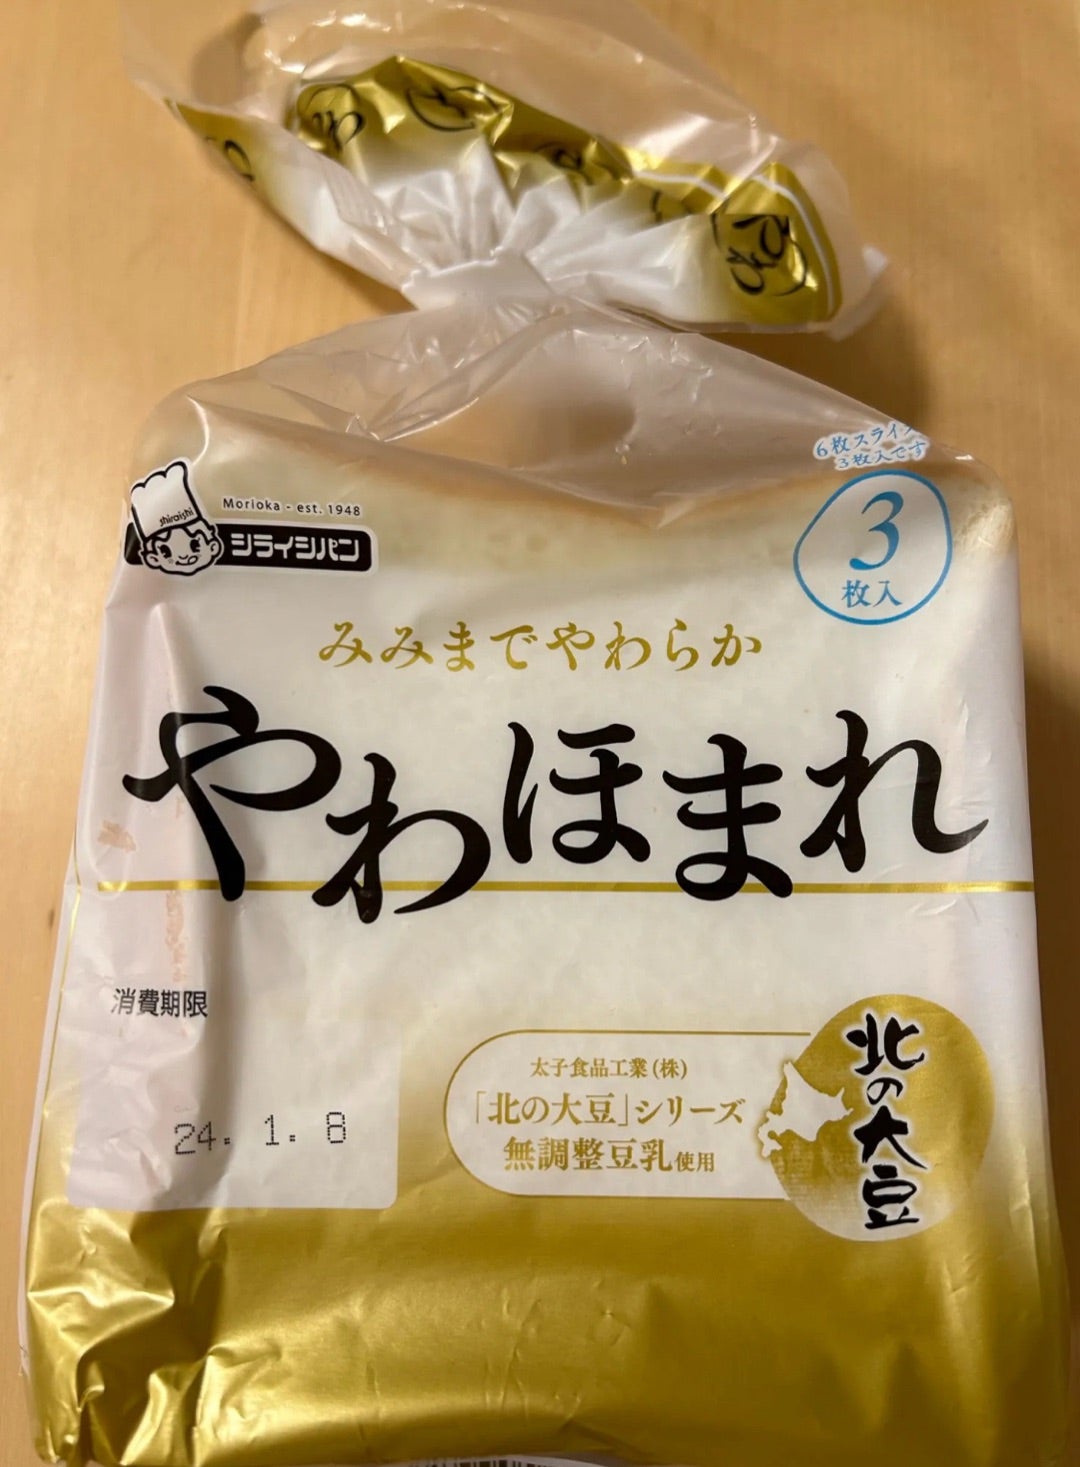 6枚スライス
3枚入です
3
枚入
shiraishi
Morioka - est. 1948
シライシパン
みみまでやわらか
やわほまれ
消費期限
24. 1. 8
太子食品工業(株)
「北の大豆」シリーズ
無調整豆乳使用
北の大豆